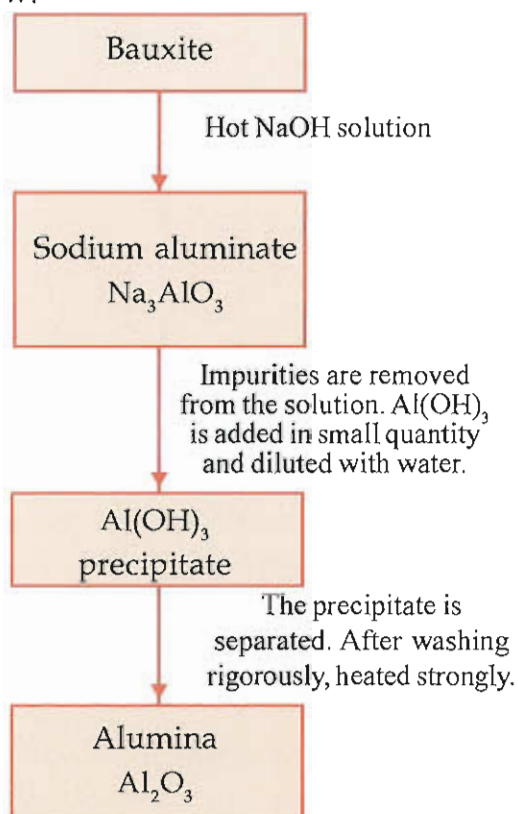 Bauxite
Hot NaOH solution
Sodium aluminate
Na₃AlO₃
Impurities are removed
from the solution. Al(OH)₃
is added in small quantity
and diluted with water.
Al(OH)₃
precipitate
The precipitate is
separated. After washing
rigorously, heated strongly.
Alumina
Al₂O₃